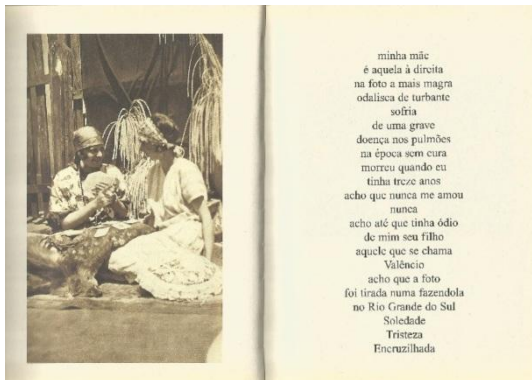 minha mãe
é aquela à direita
na foto a mais magra
odalisca de turbante
sofria
de uma grave
doença nos pulmões
na época sem cura
morreu quando eu
tinha treze anos
acho que nunca me amou
nunca
acho até que tinha ódio
de mim seu filho
aquele que se chama
Valêncio
acho que a foto
foi tirada numa fazendola
no Rio Grande do Sul
Soledade
Tristeza
Encruzilhada